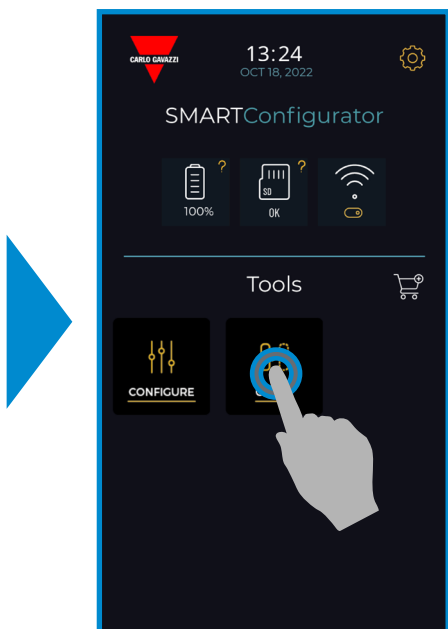 CARLO GAVAZZI
13:24
OCT 18, 2022
SMARTConfigurator
?
?
SD
100%
OK
Tools
CONFIGURE